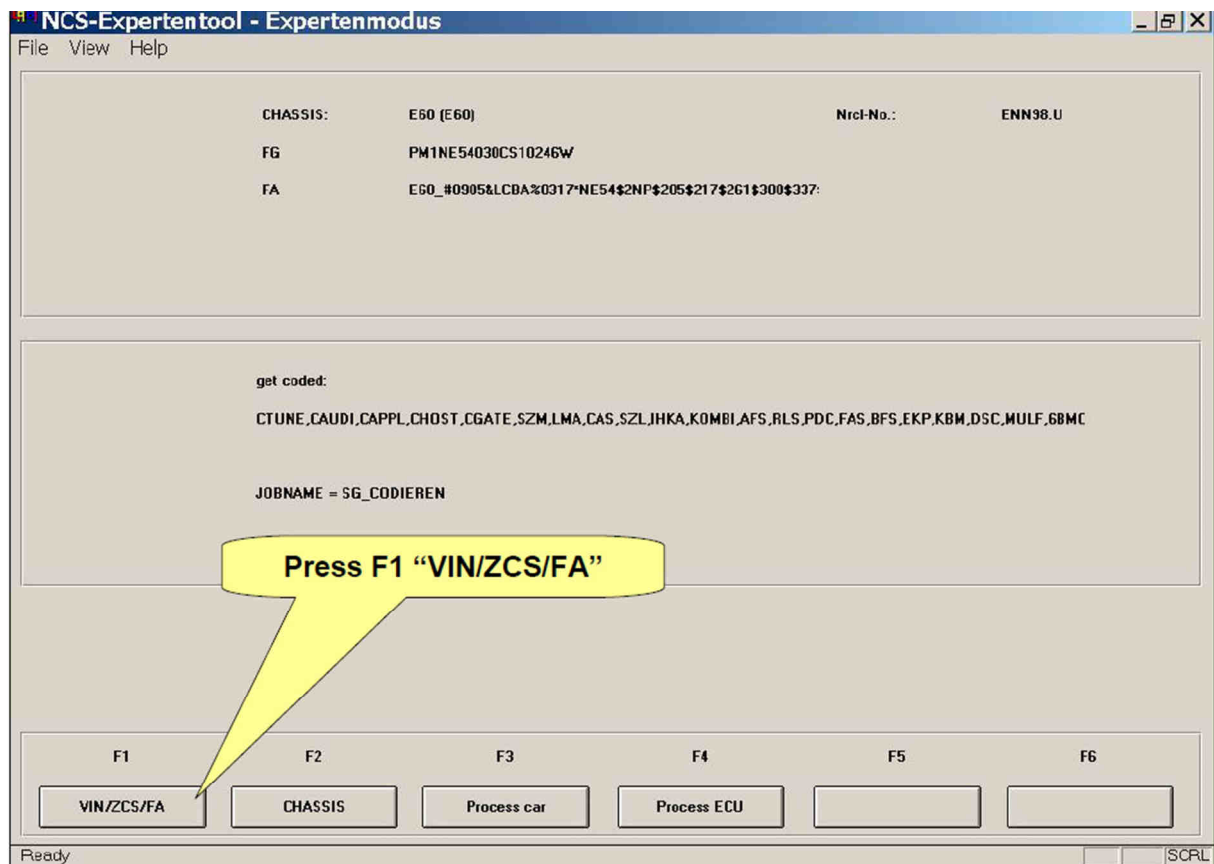 NCS-Expertentool - Expertenmodus
File View Help
CHASSIS: E60 (E60) Nrcl-No.: ENN98.U
FG PM1NE54030CS10246W
FA E60_#0905&LCBA%0317*NE54$2NP$205$217$261$300$337
get coded:
CTUNE,CAUDI,CAPPL,CHOST,CGATE,SZM,LMA,CAS,SZL,IHKA,KOMBI,AFS,RLS,PDC,FAS,BFS,EKP,KBM,DSC,MULF,6BMC
JOBNAME = SG_CODIEREN
Press F1 “VIN/ZCS/FA”
F1 F2 F3 F4 F5 F6
VIN/ZCS/FA CHASSIS Process car Process ECU
Ready SCRL